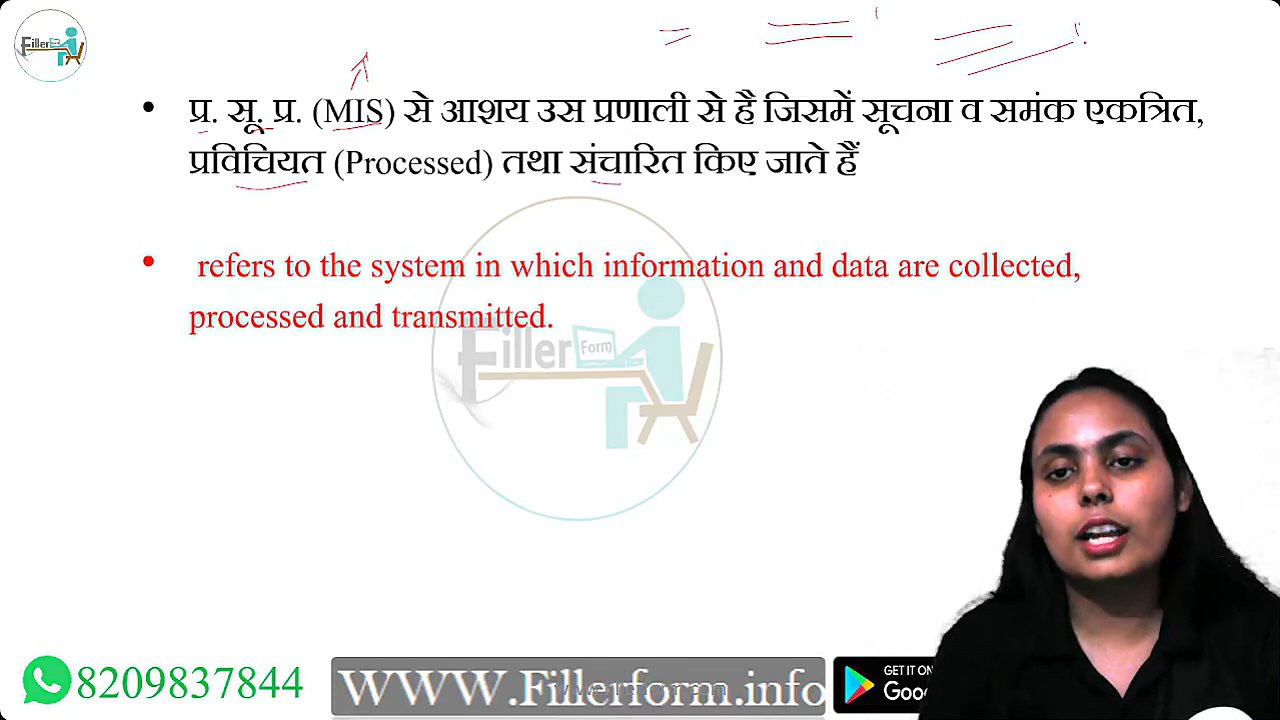 Filler
प्र. सू. प्र. (MIS) से आशय उस प्रणाली से है जिसमें सूचना व समंक एकत्रित,
प्रविचियत (Processed) तथा संचारित किए जाते हैं
refers to the system in which information and data are collected,
processed and transmitted.
Filler Form
8209837844
WWW.Fillerform.info
GET IT ON
Goo